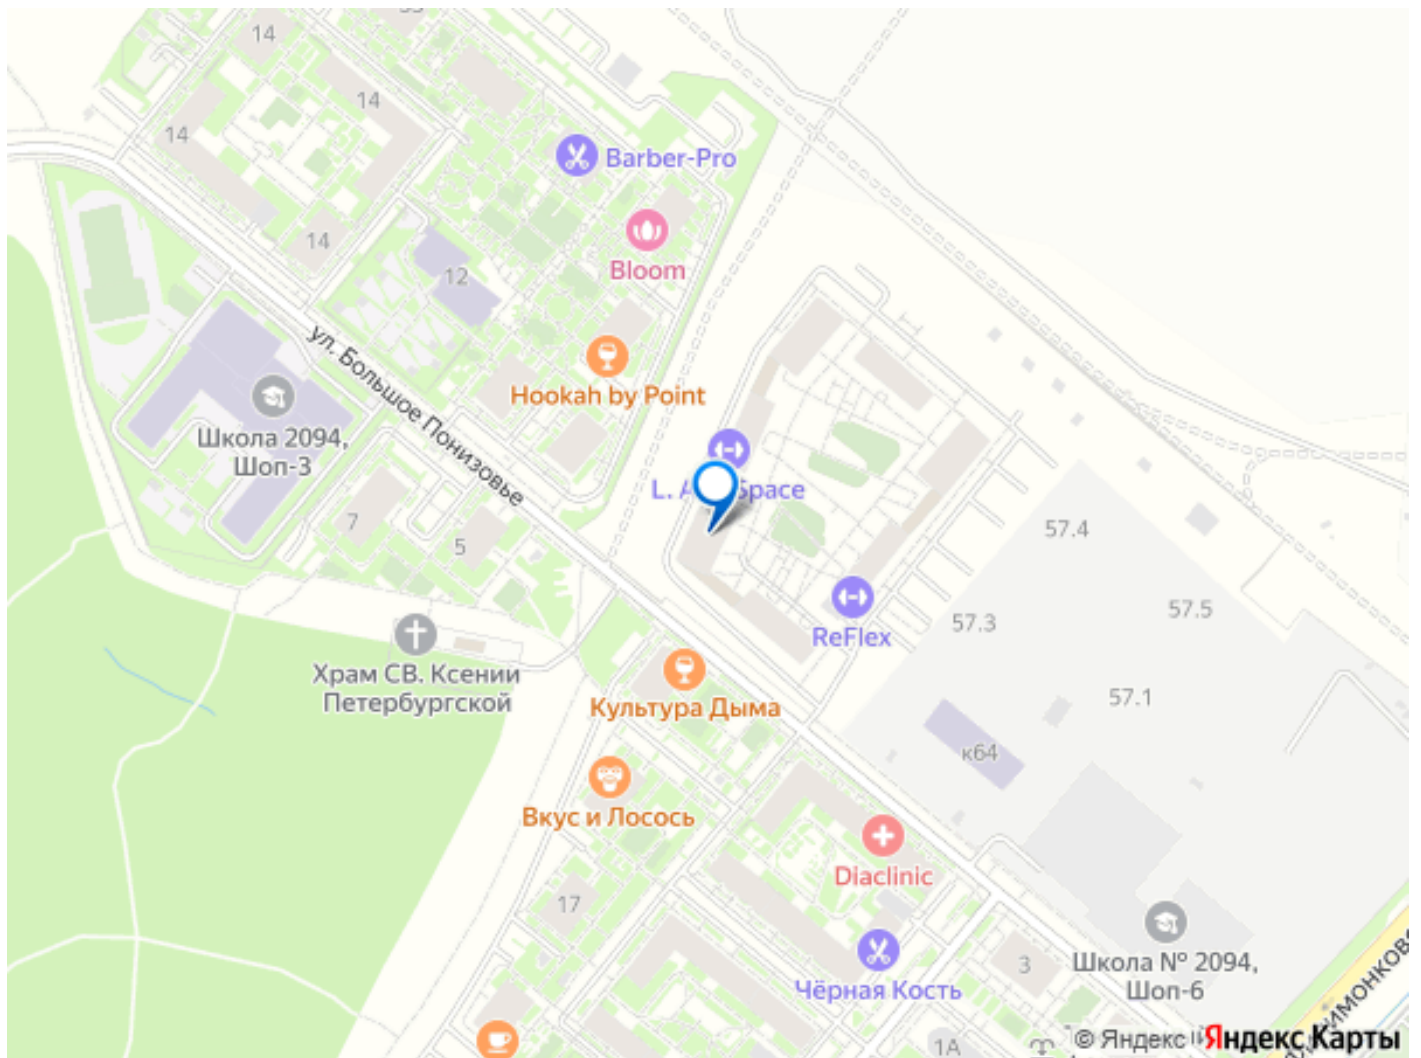 14
14
14
Barber-Pro
14
Bloom
12
ул. Большое Понизовье
Hookah by Point
Школа 2094,
Шоп-3
L.
Space
7
5
57.4
57.5
57.3
ReFlex
Храм СВ. Ксении
Петербургской
57.1
Культура Дыма
к64
Вкус и Лосось
Diaclinic
17
3
Школа № 2094,
Шоп-6
Чёрная Кость
1А
© Яндекс
Яндекс Карты